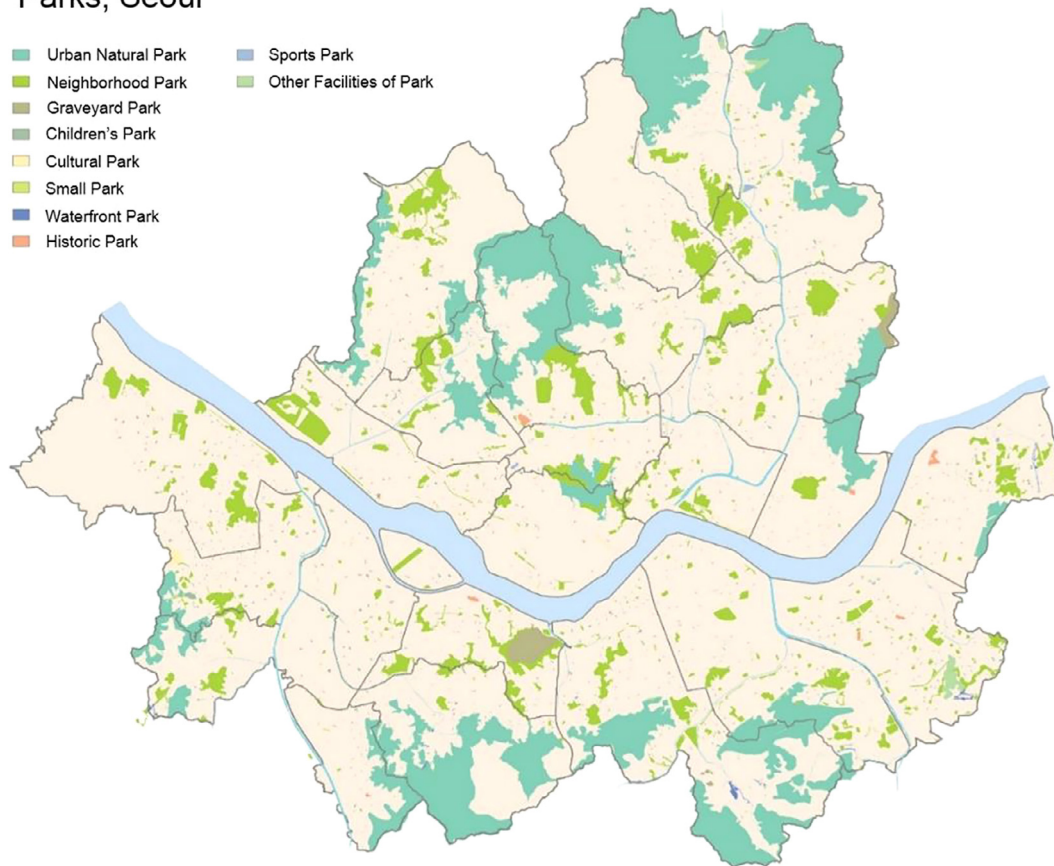 Parks, Seoul
Urban Natural Park
Neighborhood Park
Graveyard Park
Children's Park
Cultural Park
Small Park
Waterfront Park
Historic Park
Sports Park
Other Facilities of Park